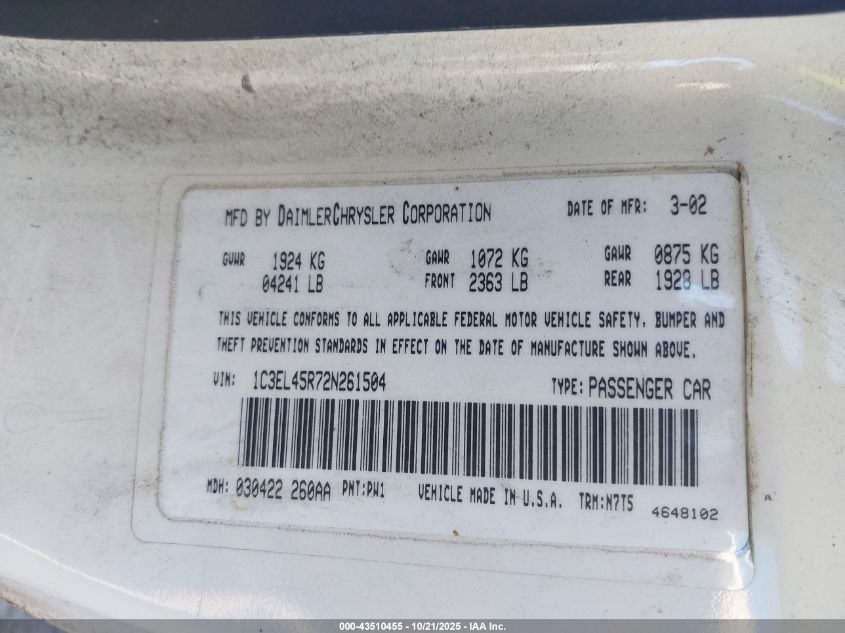 MFD BY DAIMLERCHRYSLER CORPORATION DATE OF MFR: 3-02
GVWR 1924 KG GAWR 1072 KG GAWR 0875 KG
04241 LB FRONT 2363 LB REAR 1928 LB
THIS VEHICLE CONFORMS TO ALL APPLICABLE FEDERAL MOTOR VEHICLE SAFETY, BUMPER AND
THEFT PREVENTION STANDARDS IN EFFECT ON THE DATE OF MANUFACTURE SHOWN ABOVE.
VIN: 1C3EL45R72N261504 TYPE: PASSENGER CAR
MDH: 030422 260AA PNT:PW1 VEHICLE MADE IN U.S.A. TRM:N7T5
4648102
000-43510455 - 10/21/2025 - IAA Inc.